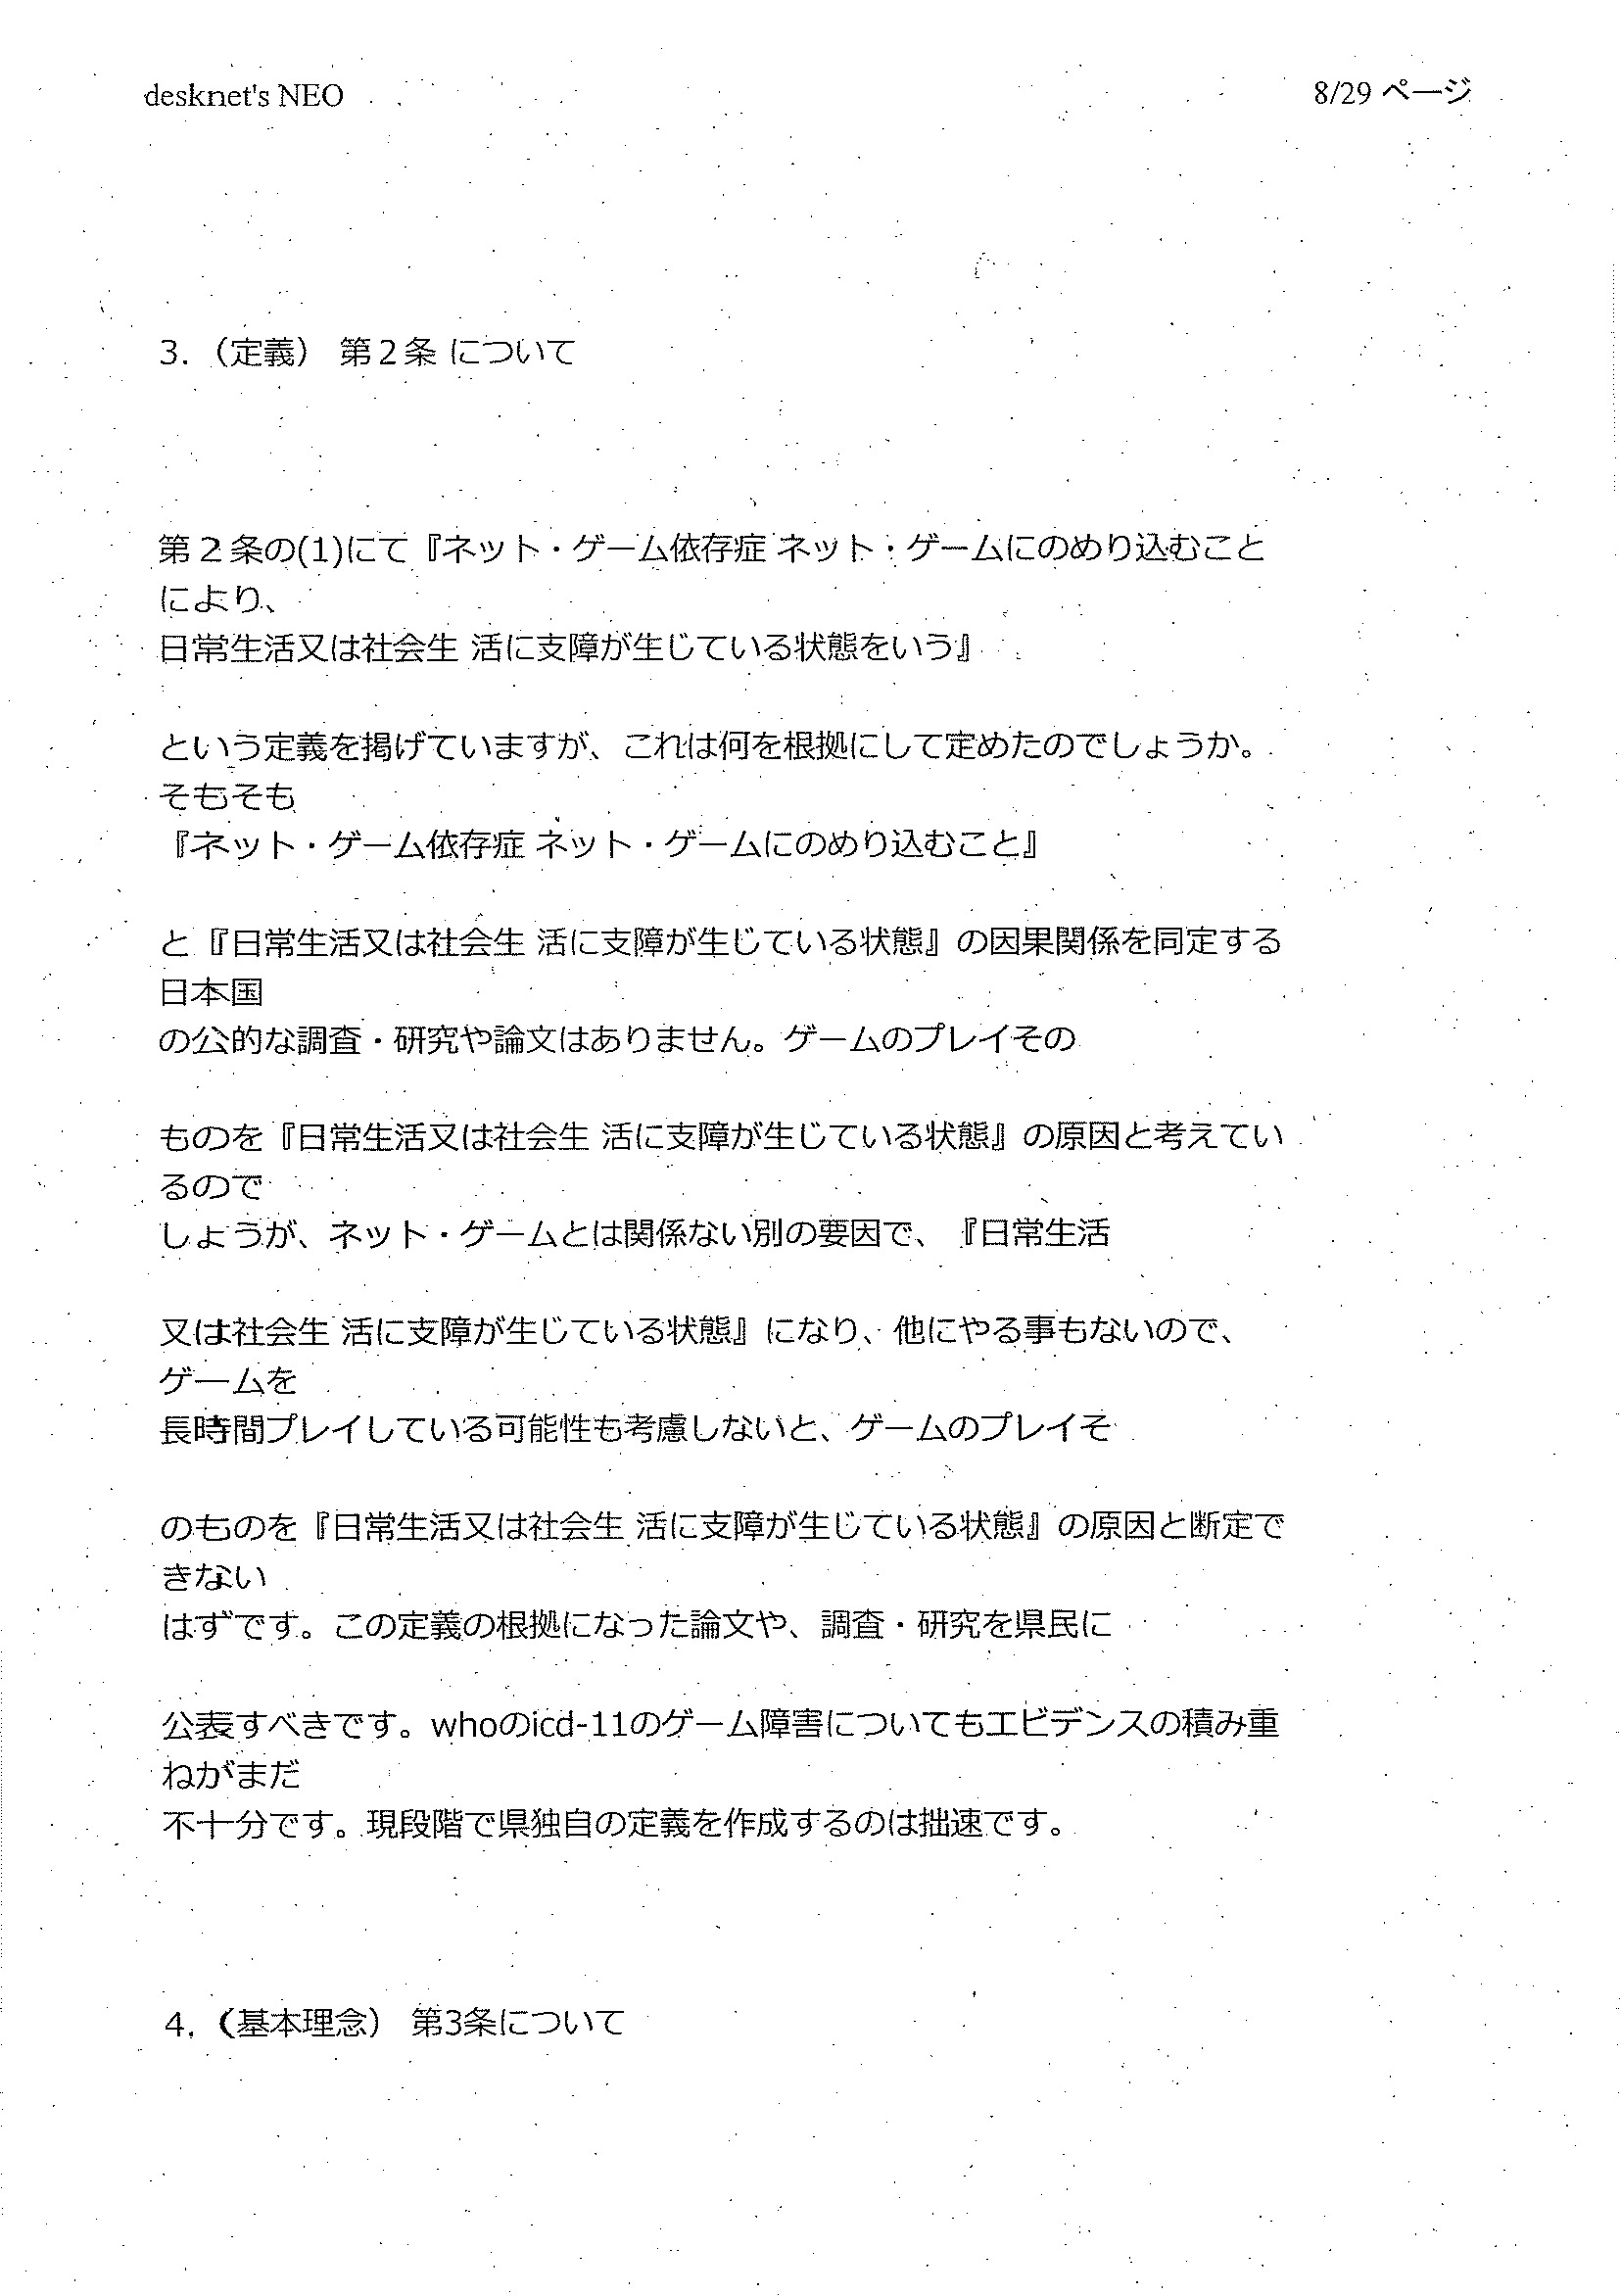 desknet's NEO
8/29 ページ
3.（定義） 第２条 について
第２条の(1)にて『ネット・ゲーム依存症 ネット・ゲームにのめり込むこと
により、
日常生活又は社会生 活に支障が生じている状態をいう』
という定義を掲げていますが、これは何を根拠にして定めたのでしょうか。
そもそも
『ネット・ゲーム依存症 ネット・ゲームにのめり込むこと』
と『日常生活又は社会生 活に支障が生じている状態』の因果関係を同定する
日本国
の公的な調査・研究や論文はありません。ゲームのプレイその
ものを『日常生活又は社会生 活に支障が生じている状態』の原因と考えてい
るので
しょうが、ネット・ゲームとは関係ない別の要因で、『日常生活
又は社会生 活に支障が生じている状態』になり、他にやる事もないので、
ゲームを
長時間プレイしている可能性も考慮しないと、ゲームのプレイそ
のものを『日常生活又は社会生 活に支障が生じている状態』の原因と断定で
きない
はずです。この定義の根拠になった論文や、調査・研究を県民に
公表すべきです。whoのicd-11のゲーム障害についてもエビデンスの積み重
ねがまだ
不十分です。現段階で県独自の定義を作成するのは拙速です。
4.（基本理念） 第3条について